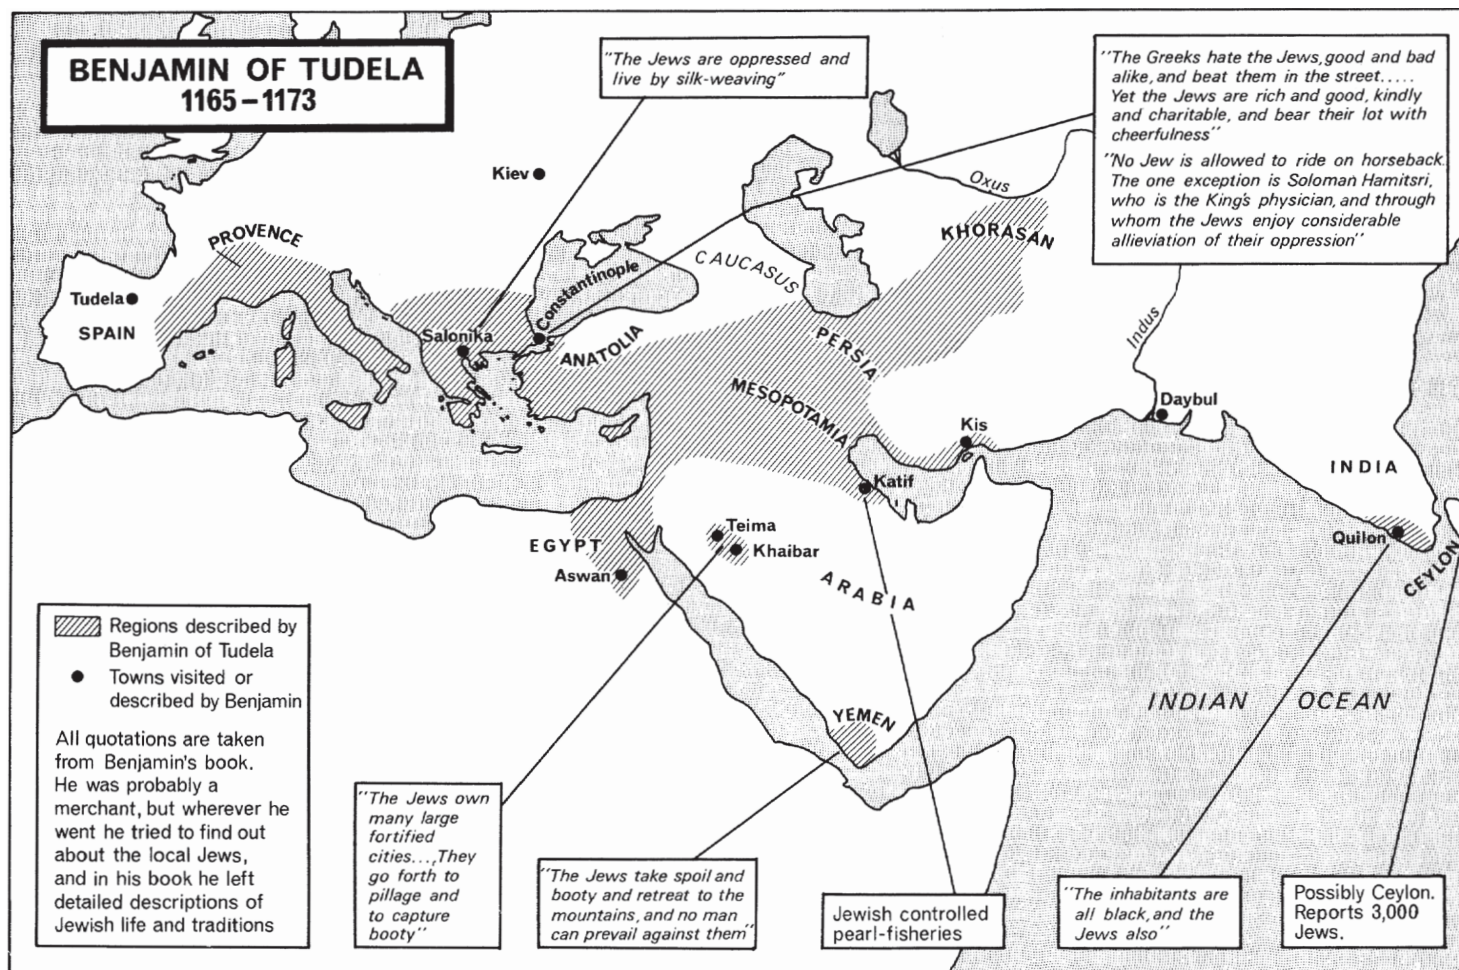 BENJAMIN OF TUDELA
1165–1173
"The Jews are oppressed and
live by silk-weaving"
"The Greeks hate the Jews, good and bad
alike, and beat them in the street.....
Yet the Jews are rich and good, kindly
and charitable, and bear their lot with
cheerfulness"
"No Jew is allowed to ride on horseback.
The one exception is Soloman Hamitsri,
who is the King's physician, and through
whom the Jews enjoy considerable
allieviation of their oppression"
Kiev
Oxus
PROVENCE
KHORASAN
CAUCASUS
Constantinople
Tudela
SPAIN
Salonika
ANATOLIA
PERSIA
Indus
MESOPOTAMIA
Daybul
Kis
INDIA
Katif
Teima
Khaibar
Quilon
CEYLON
EGYPT
Aswan
ARABIA
YEMEN
INDIAN OCEAN
Regions described by
Benjamin of Tudela
Towns visited or
described by Benjamin
All quotations are taken
from Benjamin's book.
He was probably a
merchant, but wherever he
went he tried to find out
about the local Jews,
and in his book he left
detailed descriptions of
Jewish life and traditions
"The Jews own
many large
fortified
cities....They
go forth to
pillage and
to capture
booty"
"The Jews take spoil and
booty and retreat to the
mountains, and no man
can prevail against them"
Jewish controlled
pearl-fisheries
"The inhabitants are
all black, and the
Jews also"
Possibly Ceylon.
Reports 3,000
Jews.